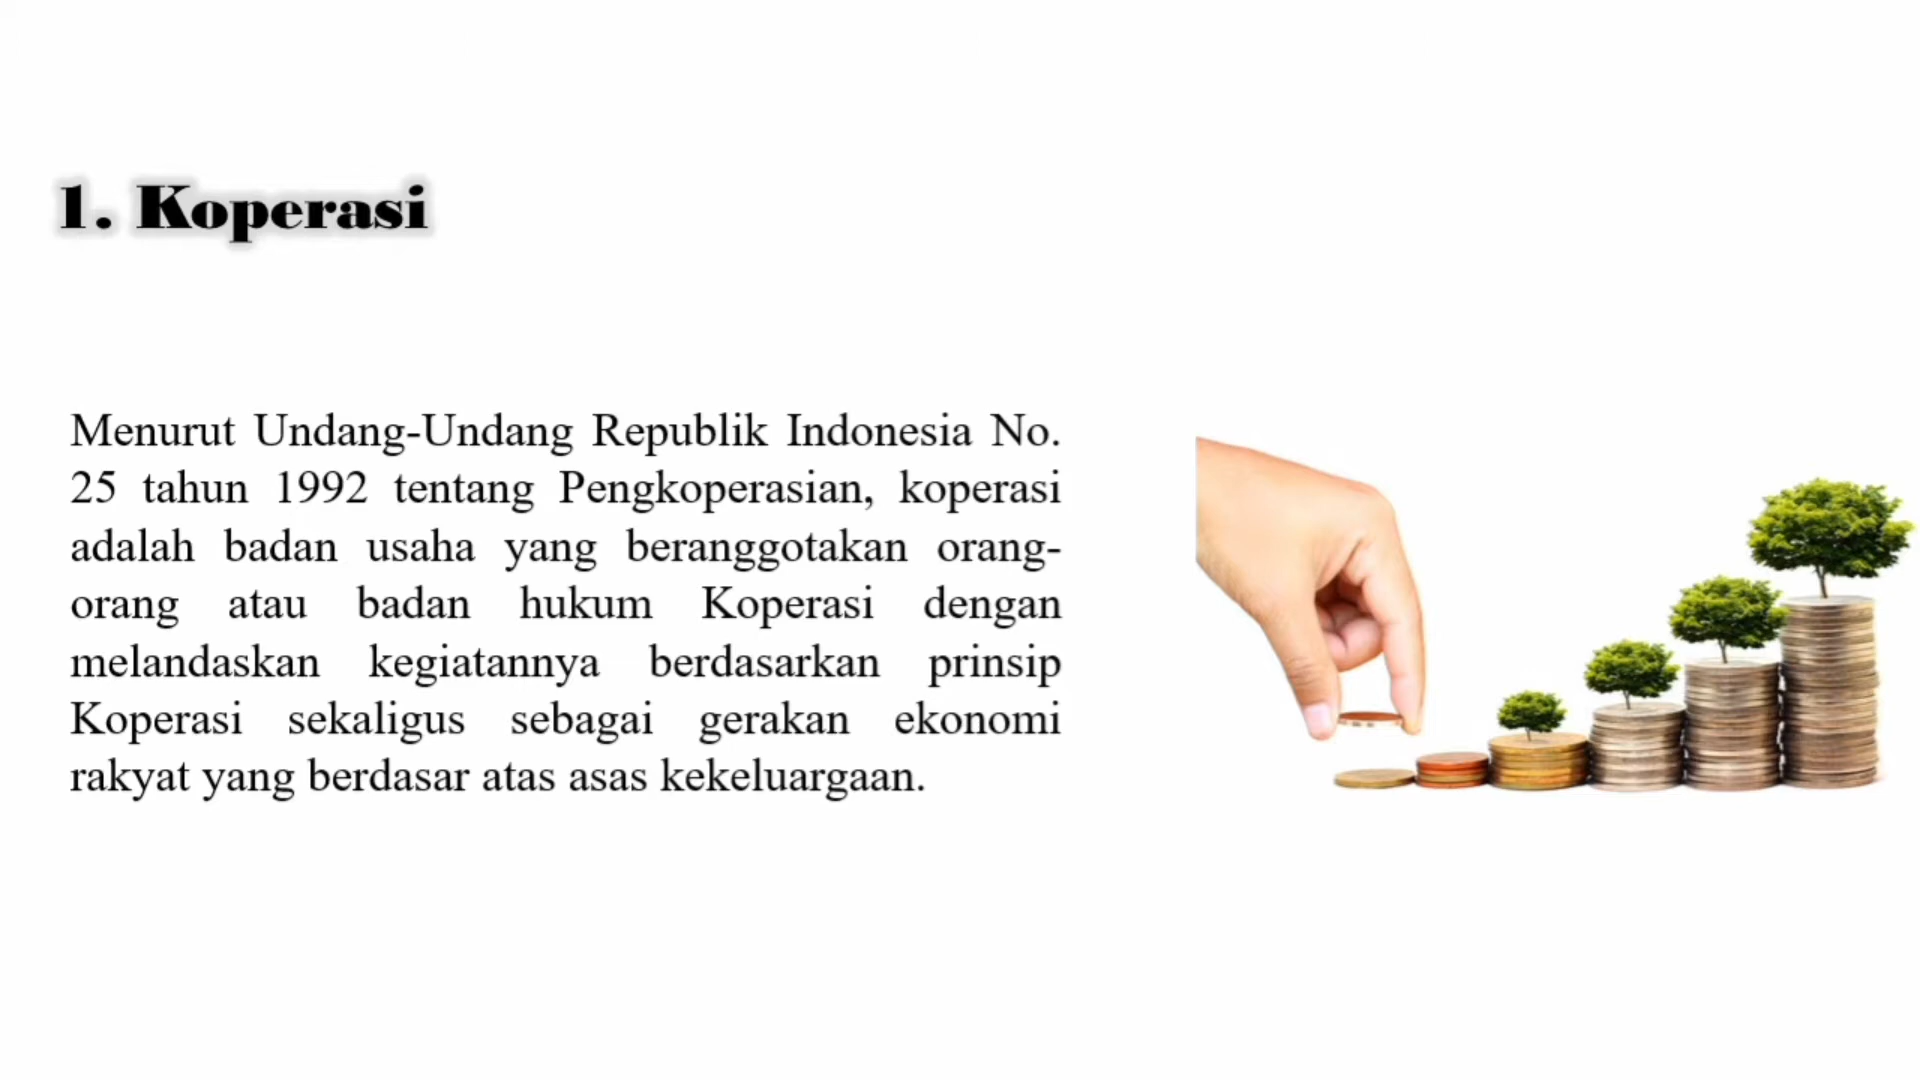 1. Koperasi
Menurut Undang-Undang Republik Indonesia No.
25 tahun 1992 tentang Pengkoperasian, koperasi
adalah badan usaha yang beranggotakan orang-
orang atau badan hukum Koperasi dengan
melandaskan kegiatannya berdasarkan prinsip
Koperasi sekaligus sebagai gerakan ekonomi
rakyat yang berdasar atas asas kekeluargaan.